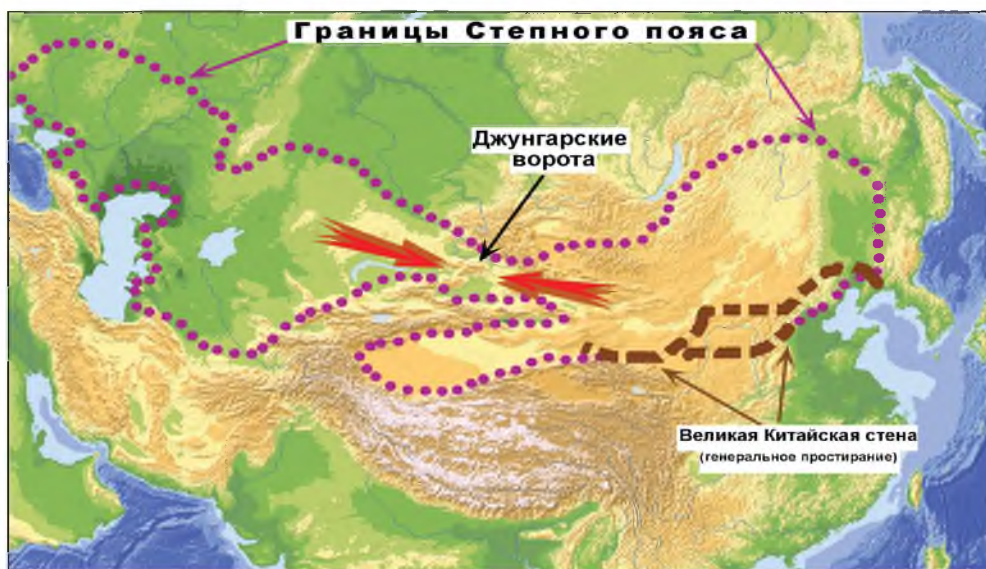 Границы Степного пояса
Джунгарские
ворота
Великая Китайская стена
(генеральное простирание)